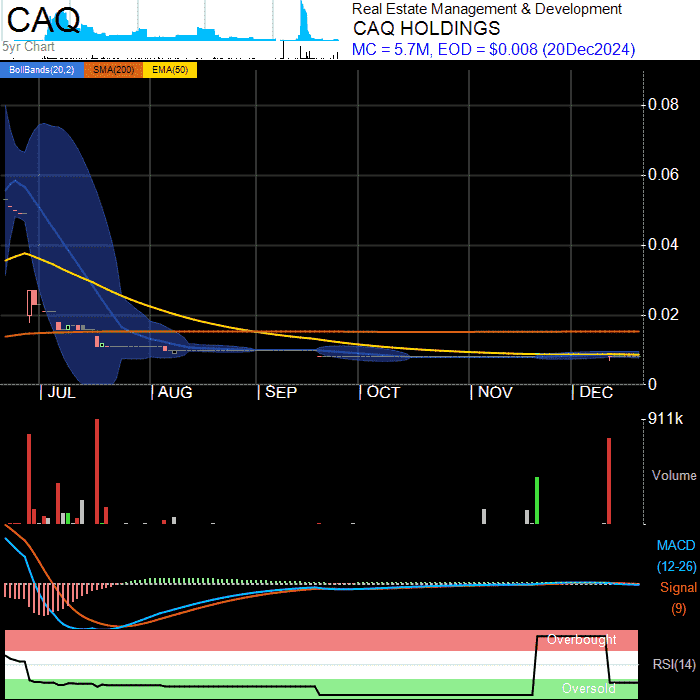 CAQ
5yr Chart
Real Estate Management & Development
CAQ HOLDINGS
MC = 5.7M, EOD = $0.008 (20Dec2024)
BollBands(20,2) SMA(200) EMA(50)
0.08
0.06
0.04
0.02
0
JUL AUG SEP OCT NOV DEC
911k
Volume
MACD
(12-26)
Signal
(9)
Overbought
RSI(14)
Oversold